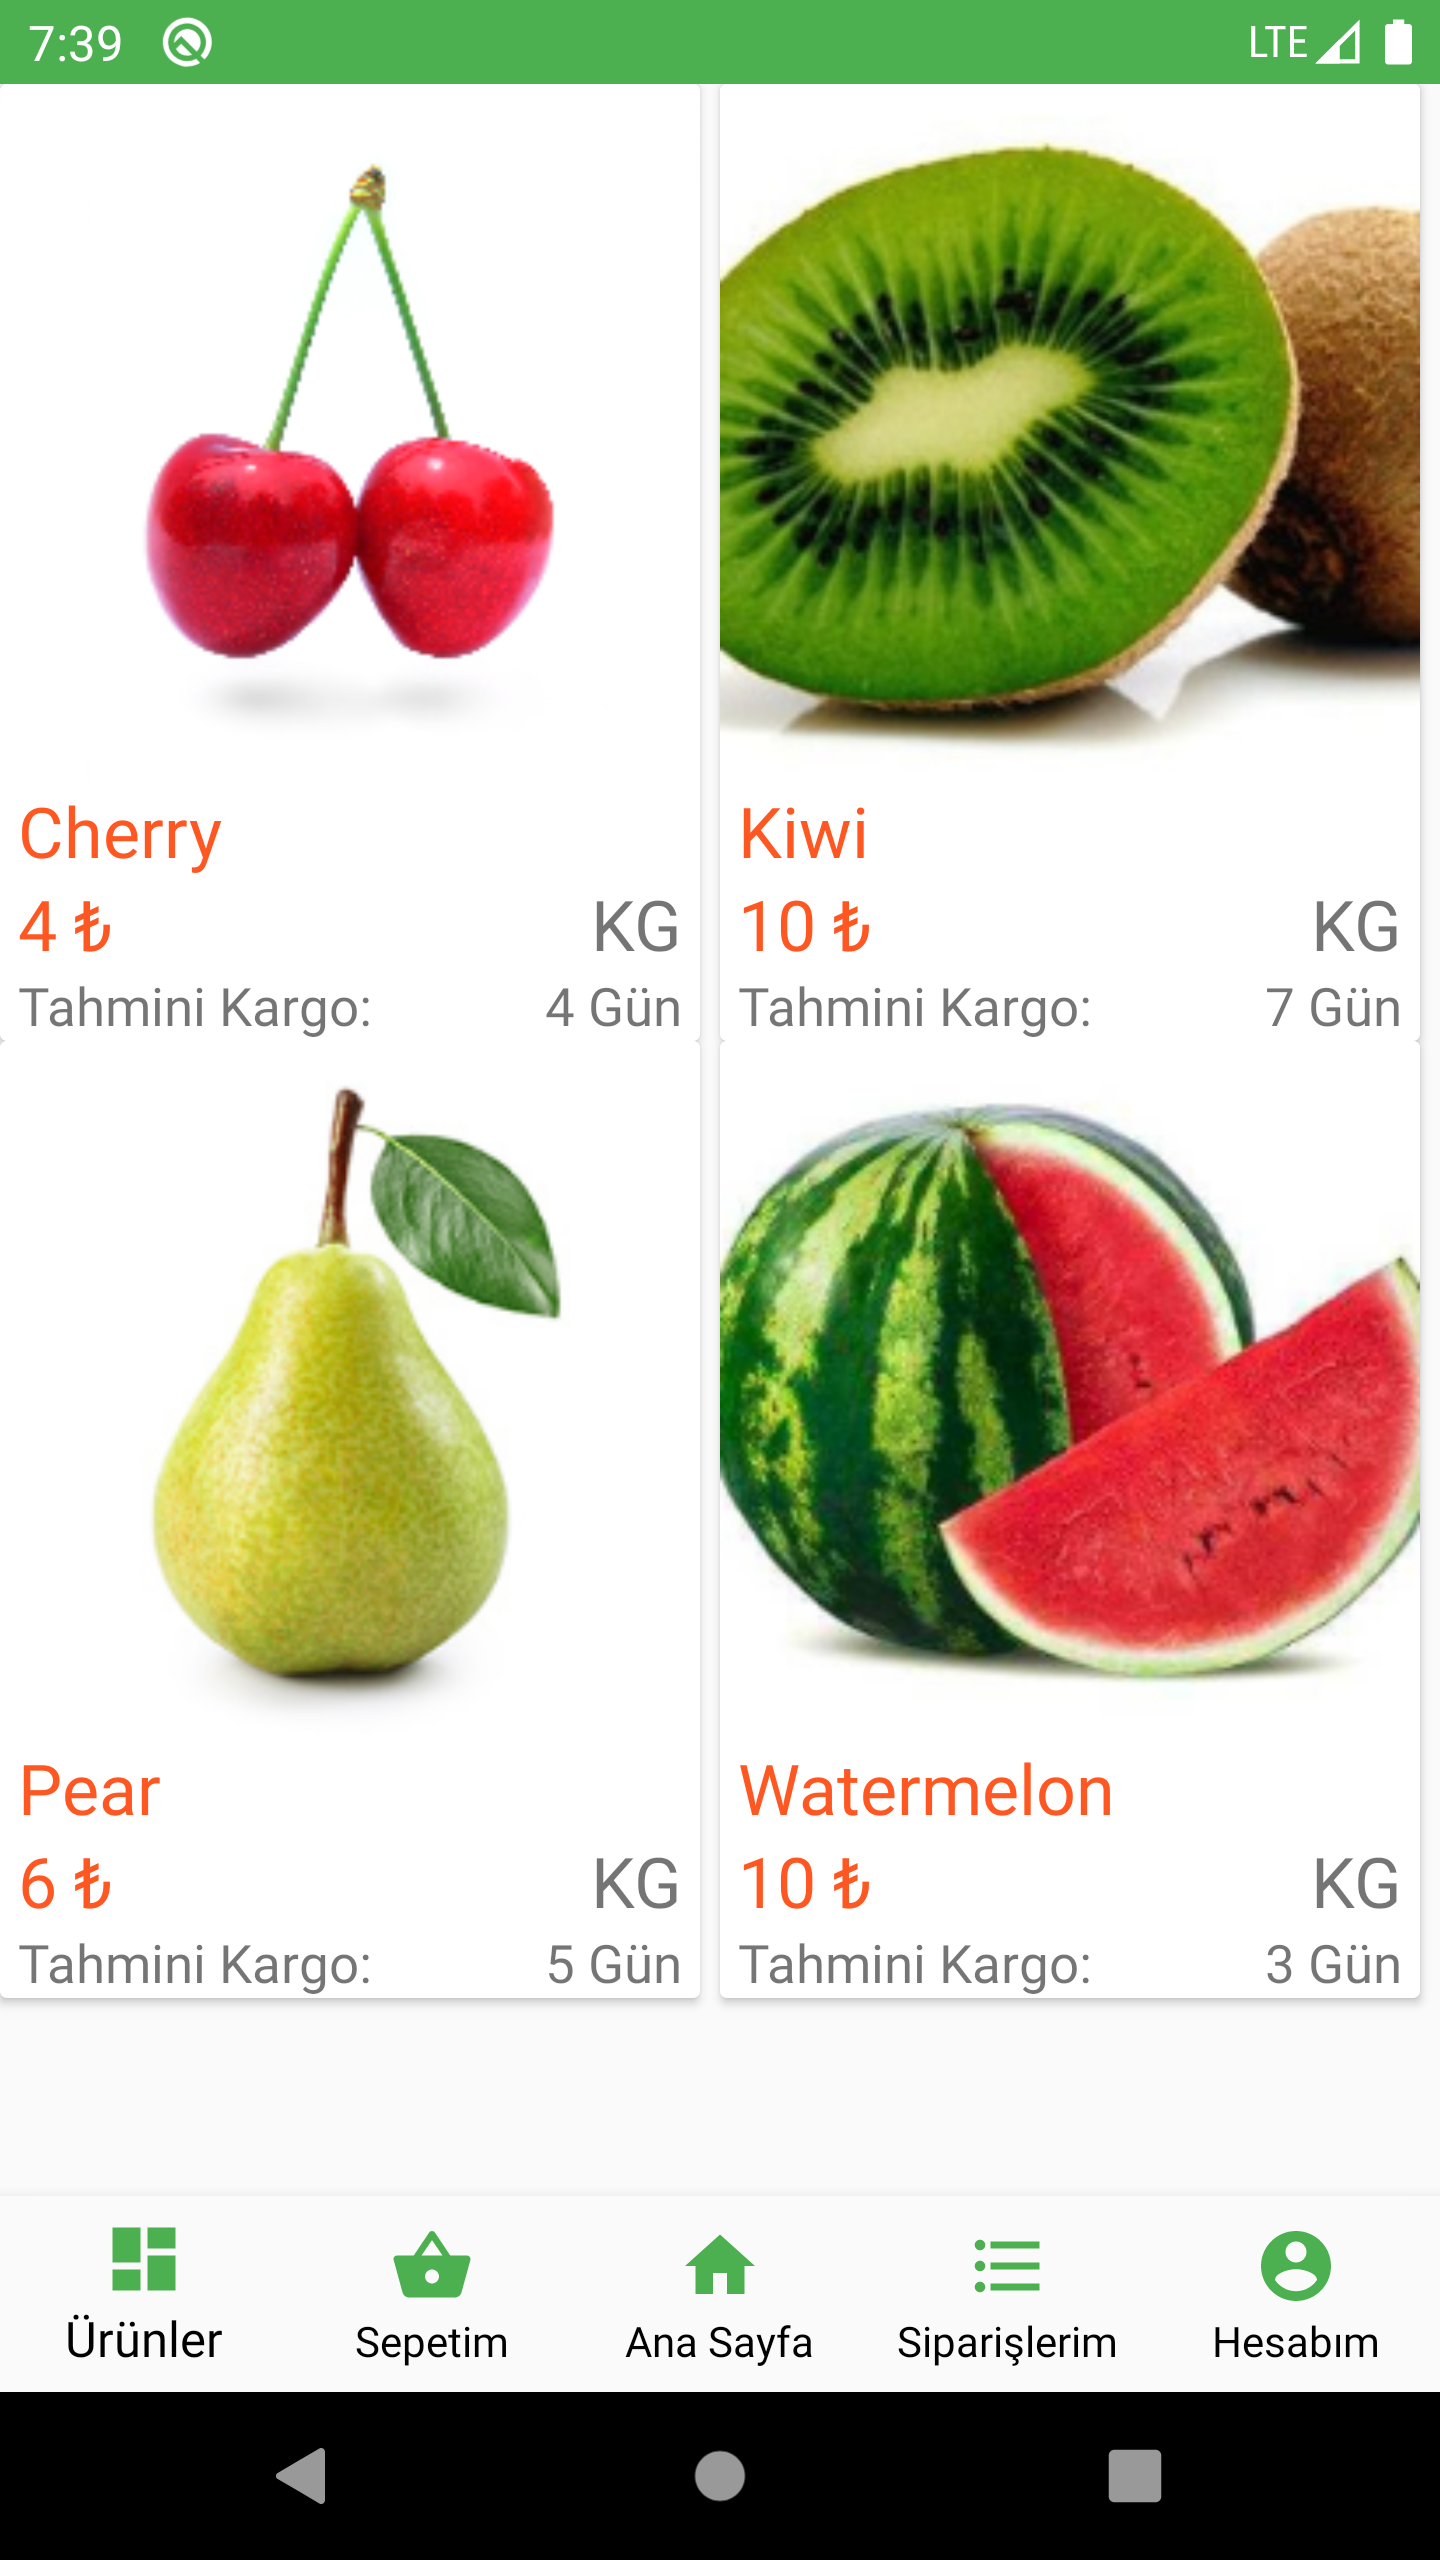 7:39 LTE
Cherry
4 ₺ KG
Tahmini Kargo: 4 Gün
Kiwi
10 ₺ KG
Tahmini Kargo: 7 Gün
Pear
6 ₺ KG
Tahmini Kargo: 5 Gün
Watermelon
10 ₺ KG
Tahmini Kargo: 3 Gün
Ürünler Sepetim Ana Sayfa Siparişlerim Hesabım